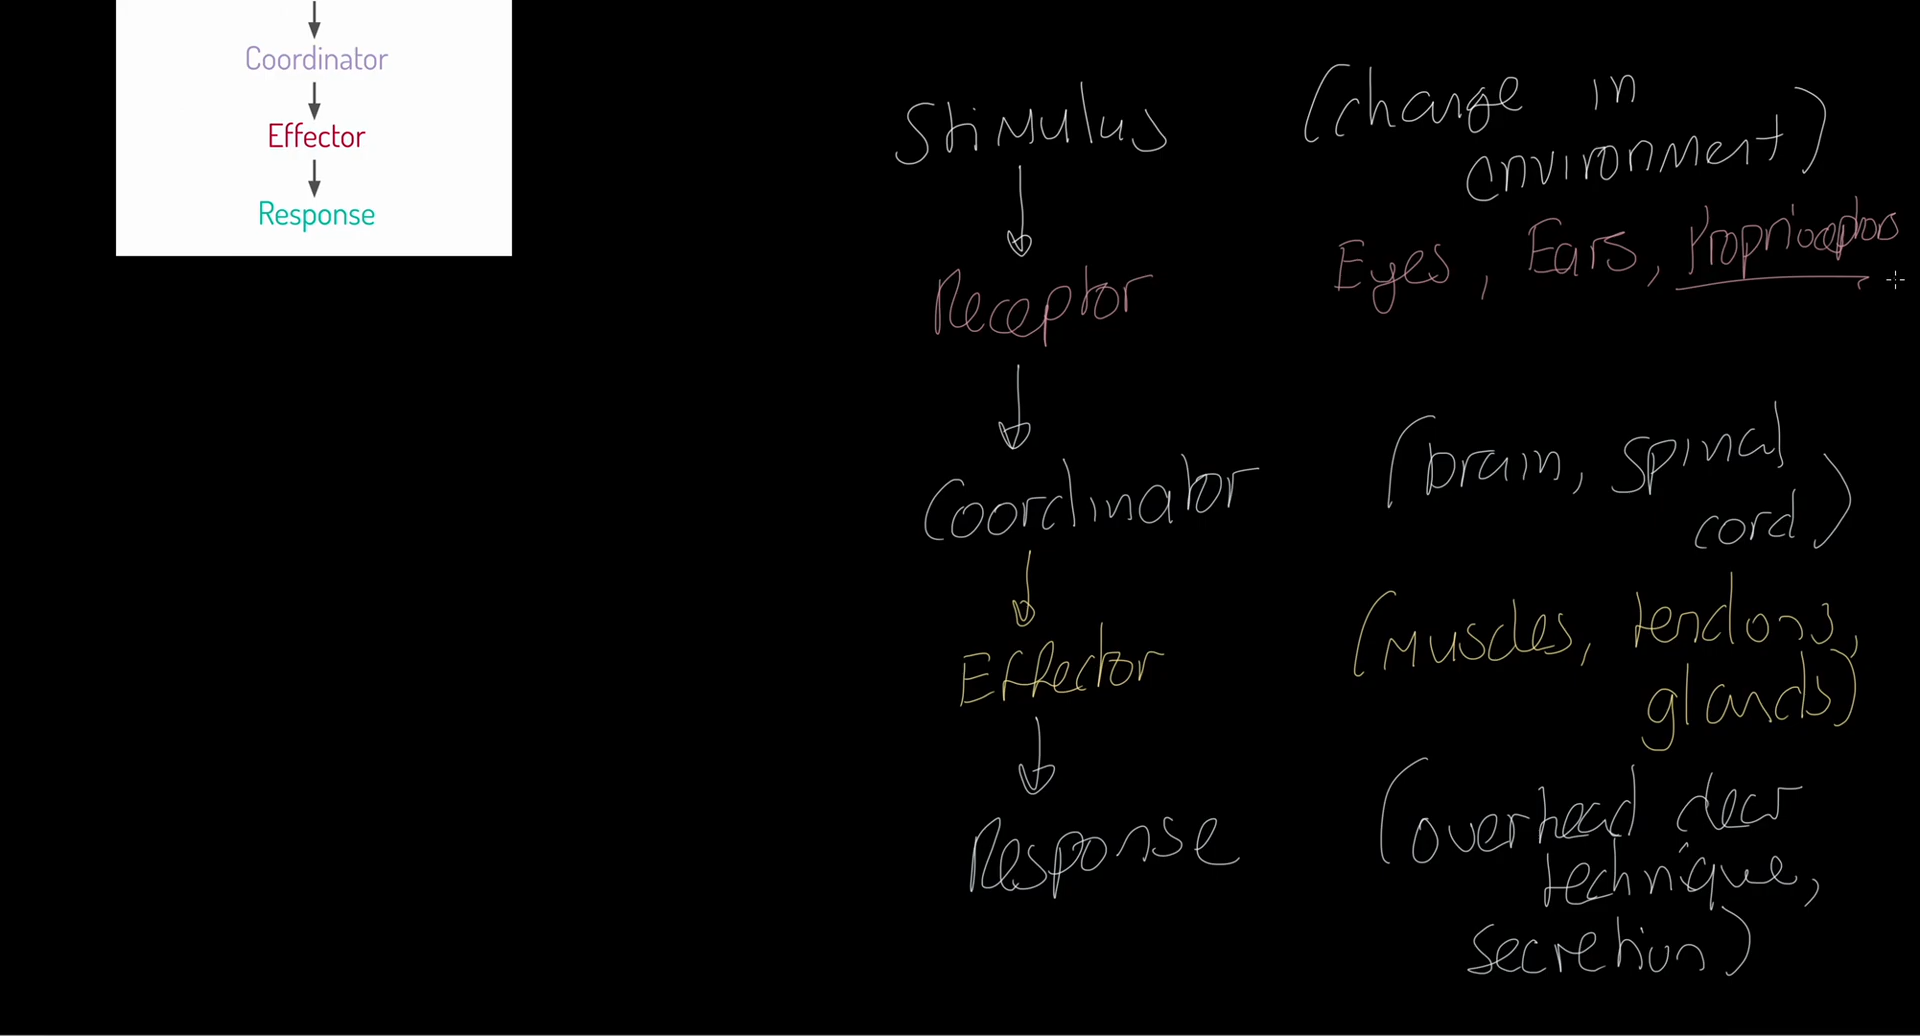 Coordinator
Effector
Response
Stimulus
(change in
environment)
Receptor
Eyes, Ears, Proprioceptors
Coordinator
(brain, spinal
cord)
Effector
(Muscles, tendons,
glands)
Response
(overhead clear
technique,
secretion)